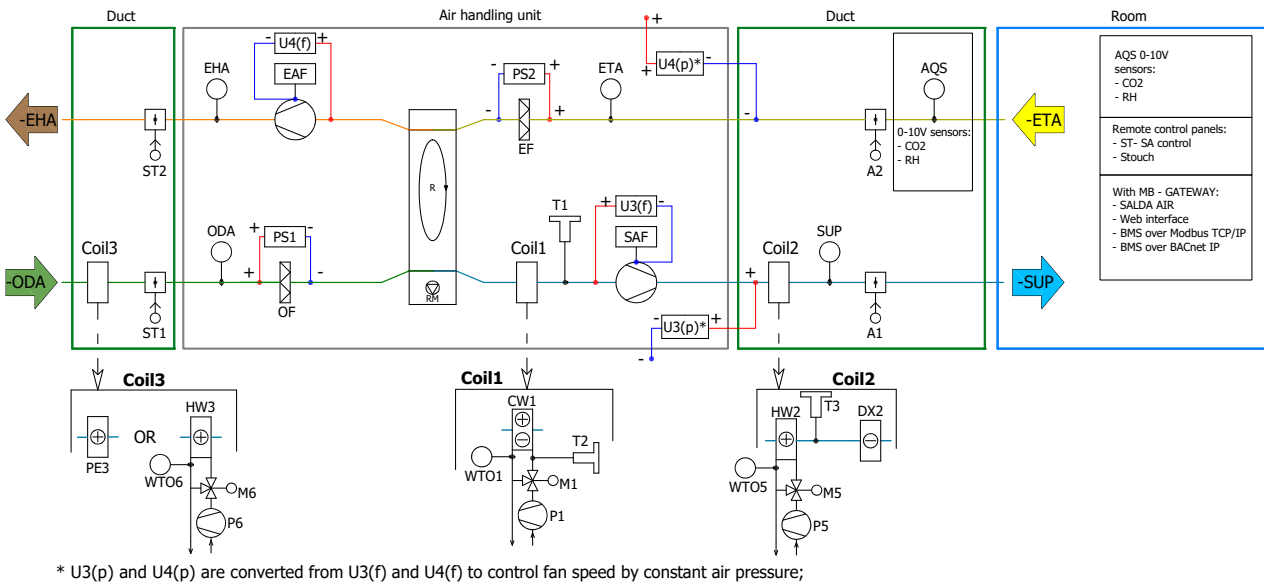 Duct
Air handling unit
Duct
Room
U4(f)
- +
EHA
EAF
- PS2 +
ETA
+
+ U4(p)* -
AQS
AQS 0-10V
sensors:
- CO2
- RH
-EHA
- +
EF
-
-ETA
ST2
R
A2
0-10V sensors:
- CO2
- RH
Remote control panels:
- ST- SA control
- Stouch
With MB - GATEWAY:
- SALDA AIR
- Web interface
- BMS over Modbus TCP/IP
- BMS over BACnet IP
Coil3
ODA
+ PS1 -
Coil1
T1
+ U3(f) -
SAF
Coil2
SUP
-ODA
+ -
+
-SUP
ST1
OF
RM
- U3(p)* +
-
A1
Coil3
Coil1
Coil2
HW3
CW1
HW2
T3
DX2
OR
PE3
T2
WTO6
M6
WTO1
M1
WTO5
M5
P6
P1
P5
* U3(p) and U4(p) are converted from U3(f) and U4(f) to control fan speed by constant air pressure;